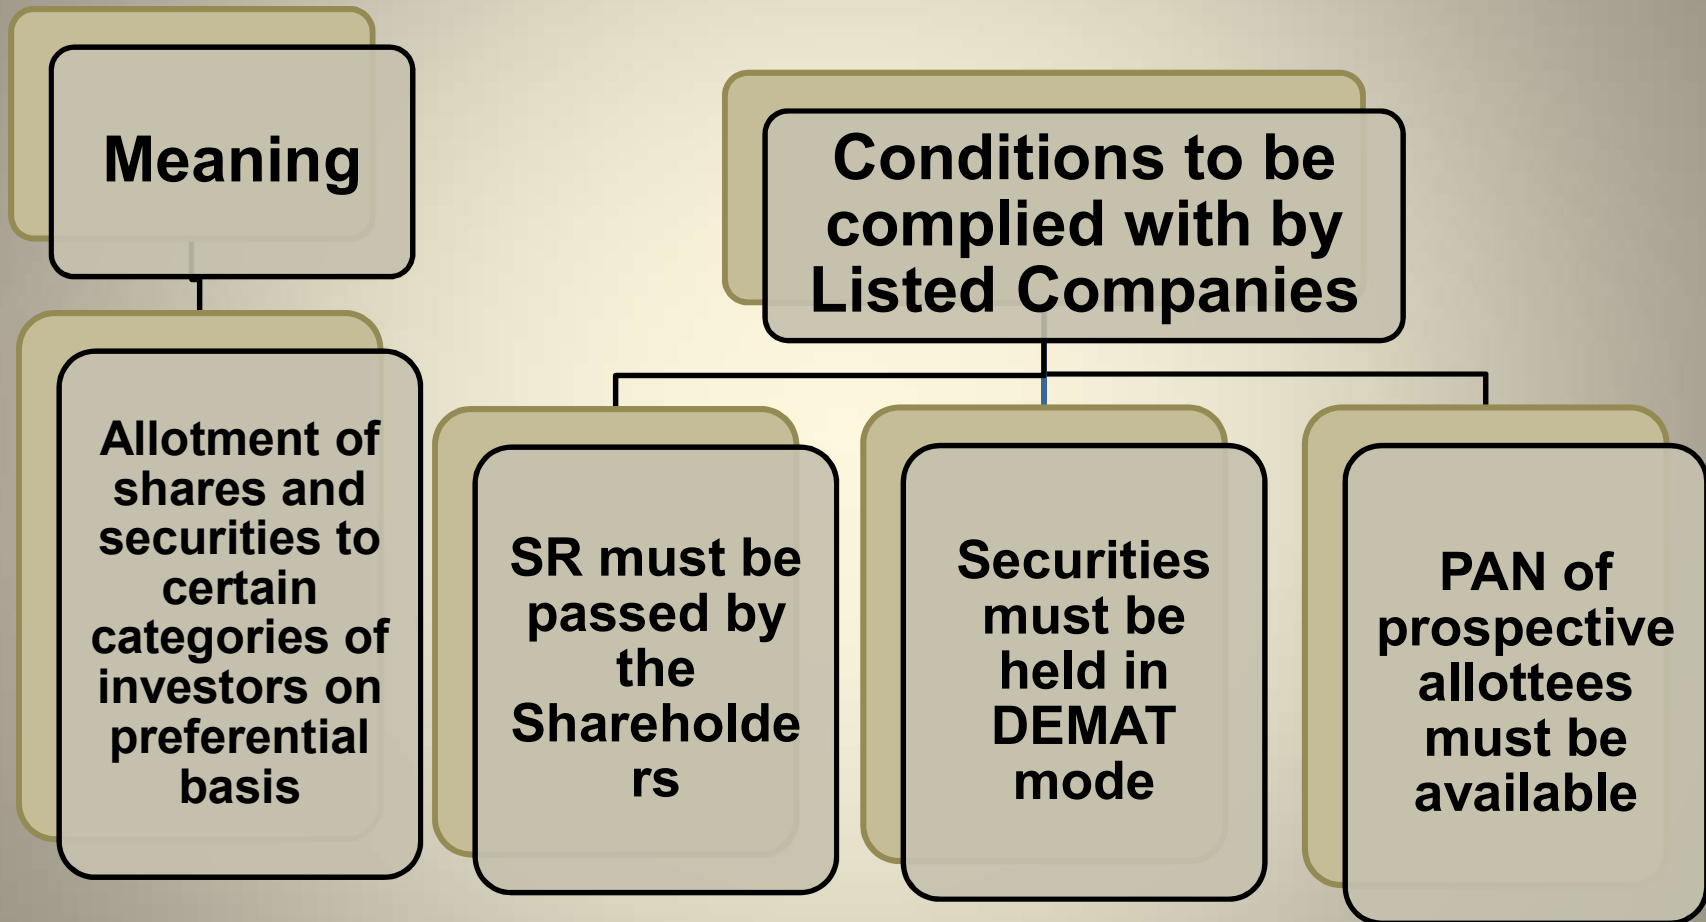 Meaning
Allotment of
shares and
securities to
certain
categories of
investors on
preferential
basis
Conditions to be
complied with by
Listed Companies
SR must be
passed by
the
Shareholde
rs
Securities
must be
held in
DEMAT
mode
PAN of
prospective
allottees
must be
available